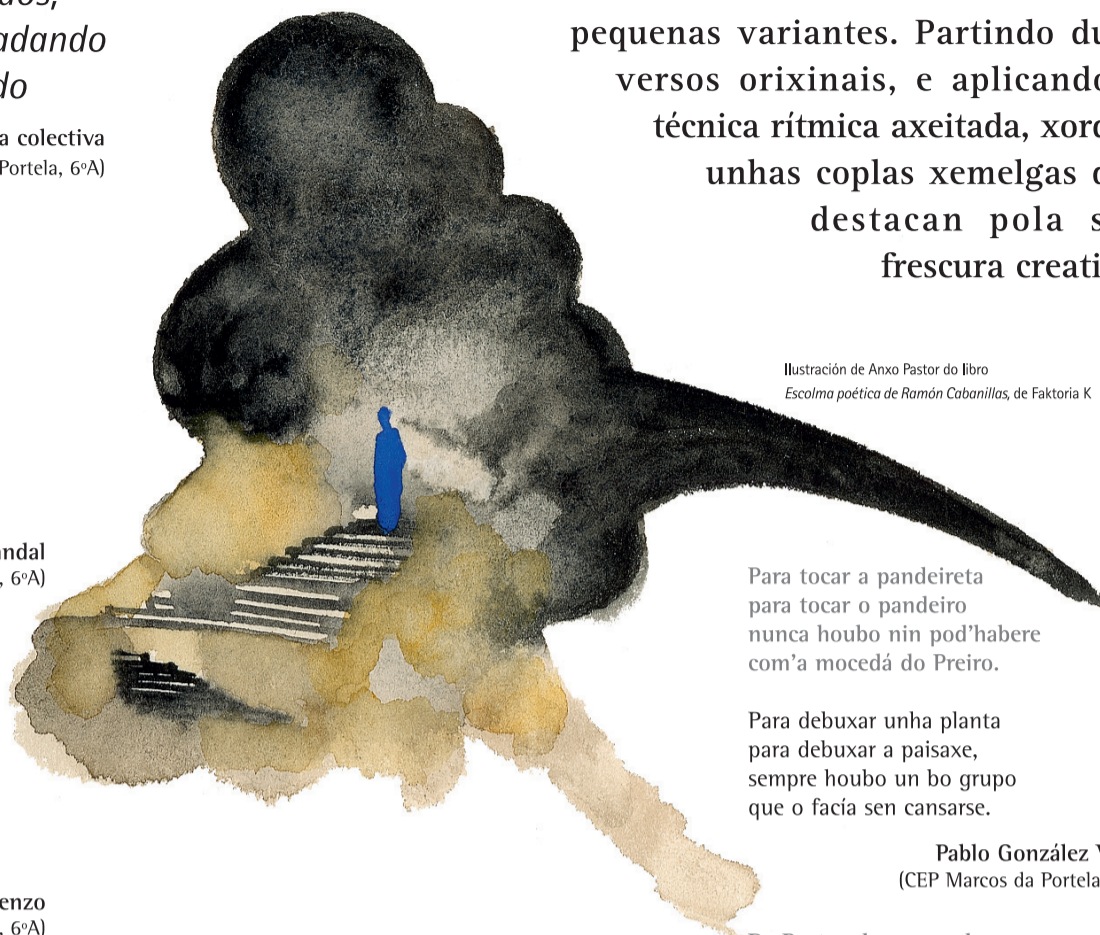 adando
do
a colectiva
Portela, 6ºA)
pequenas variantes. Partindo du
versos orixinais, e aplicando
técnica rítmica axeitada, xord
unhas coplas xemelgas
destacan pola s
frescura creati
Ilustración de Anxo Pastor do libro
Escolma poética de Ramón Cabanillas, de Faktoria K
andal
, 6ºA)
Para tocar a pandeireta
para tocar o pandeiro
nunca houbo nin pod'habere
com'a mocedá do Preiro.
Para debuxar unha planta
para debuxar a paisaxe,
sempre houbo un bo grupo
que o facía sen cansarse.
Pablo González
(CEP Marcos da Portela
enzo
, 6ºA)